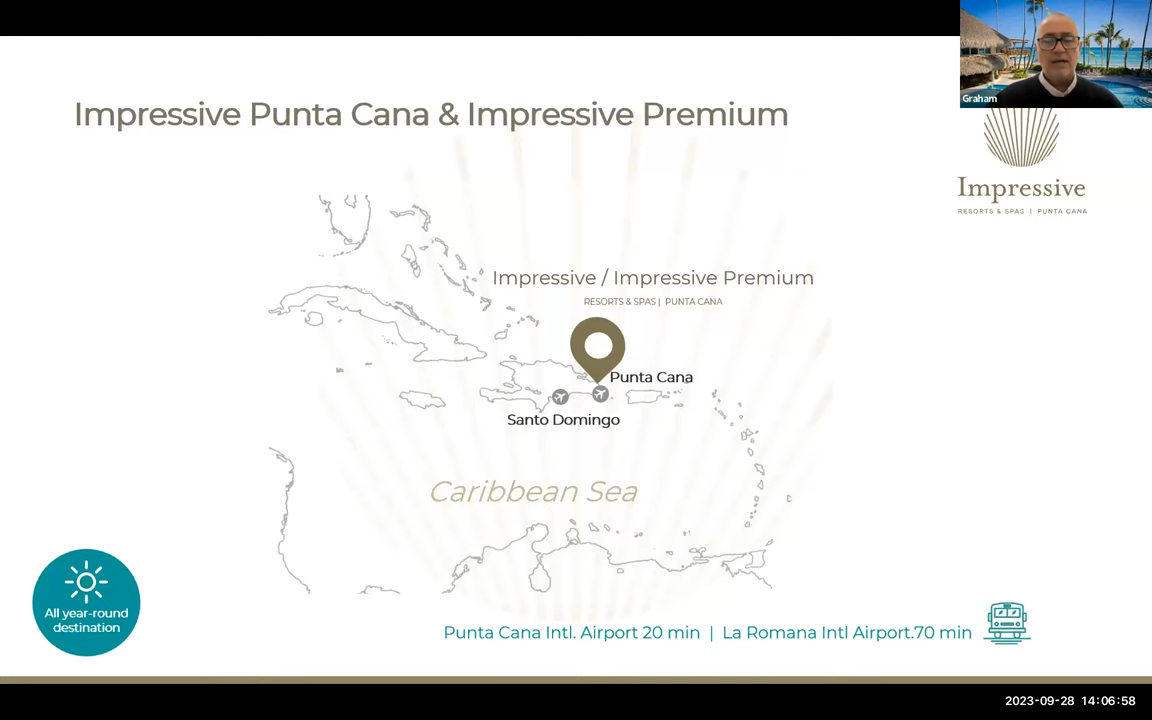 Graham
Impressive Punta Cana & Impressive Premium
Impressive
RESORTS & SPAS | PUNTA CANA
Impressive / Impressive Premium
RESORTS & SPAS | PUNTA CANA
Punta Cana
Santo Domingo
Caribbean Sea
All year-round
destination
Punta Cana Intl. Airport 20 min | La Romana Intl Airport.70 min
2023-09-28 14:06:58